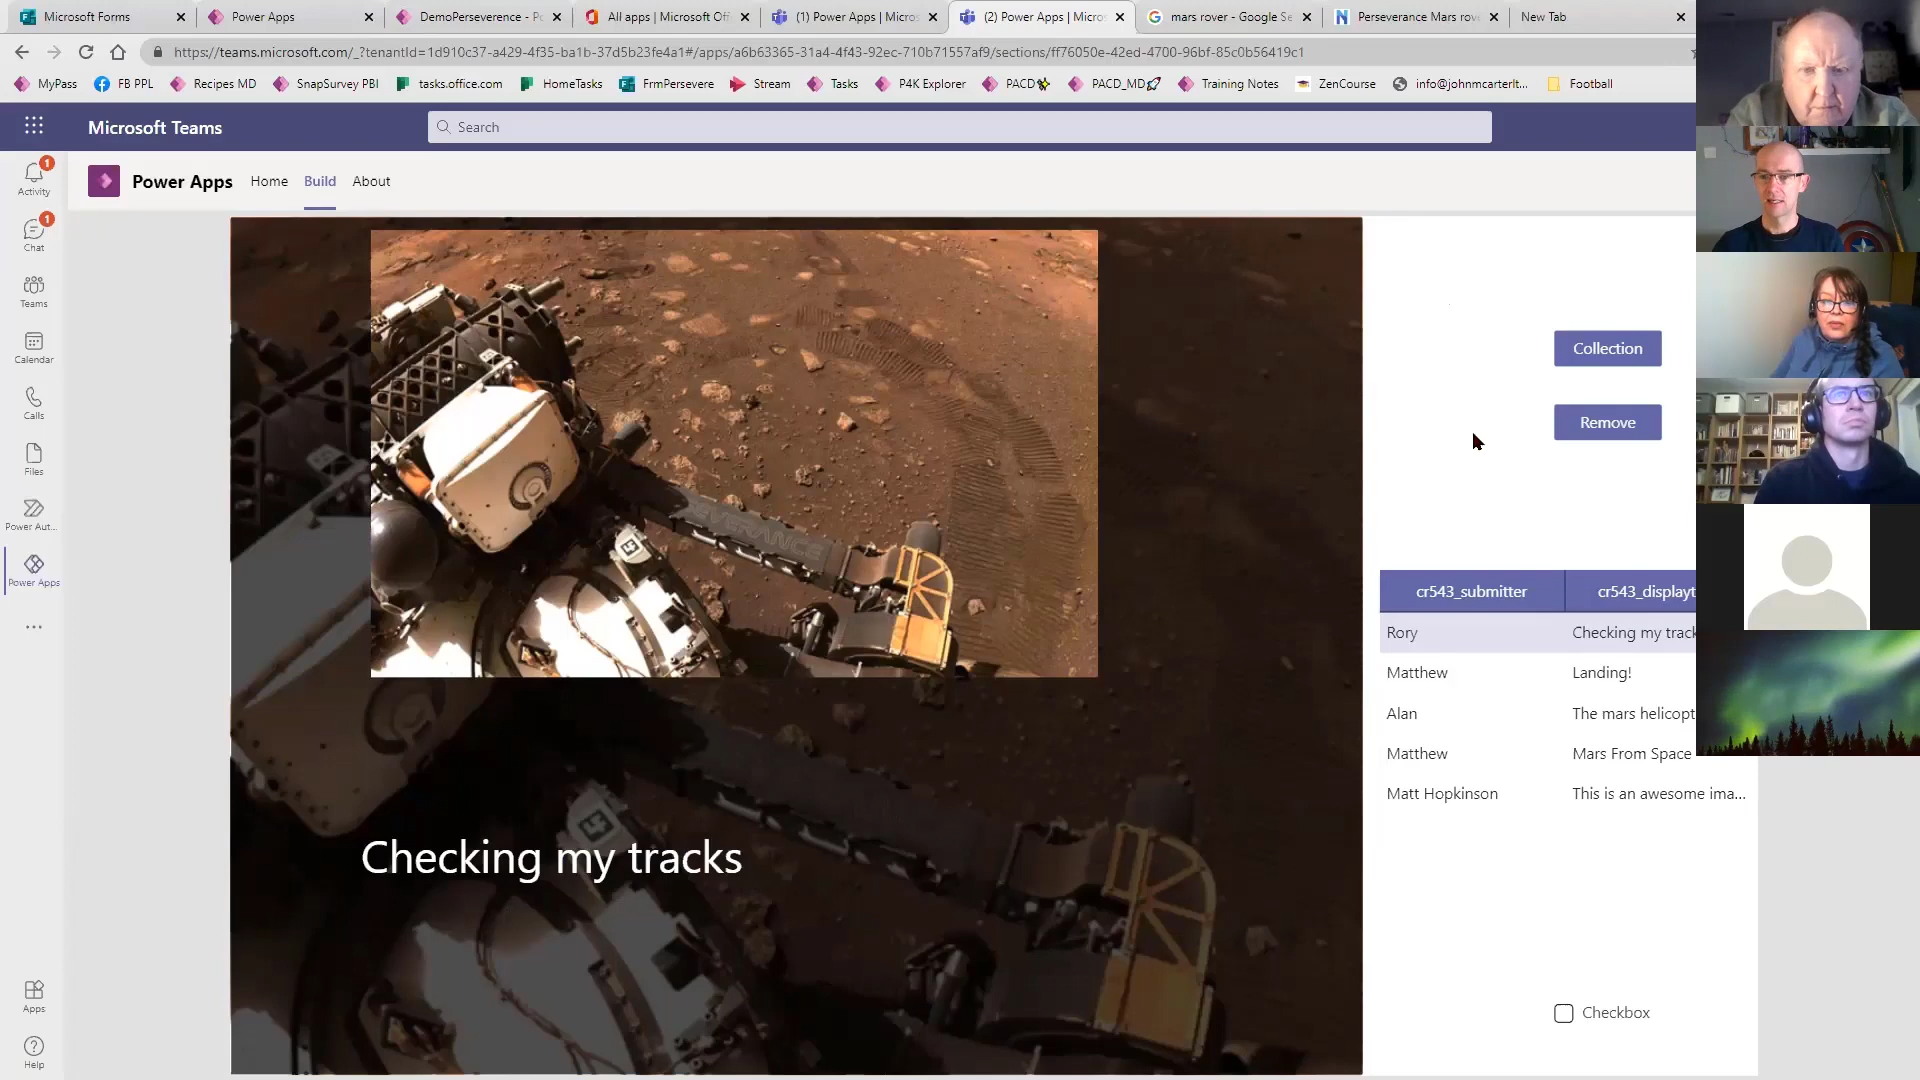 Microsoft Forms
Power Apps
DemoPerseverence - Po
All apps | Microsoft Offi
(1) Power Apps | Micros
(2) Power Apps | Micros
mars rover - Google Se
Perseverance Mars rov
New Tab
https://teams.microsoft.com/_?tenantId=1d910c37-a429-4f35-ba1b-37d5b23fe4a1#/apps/a6b63365-31a4-4f43-92ec-710b71557af9/sections/ff76050e-42ed-4700-96bf-85c0b56419c1
MyPass
FB PPL
Recipes MD
SnapSurvey PBI
tasks.office.com
HomeTasks
FrmPersevere
Stream
Tasks
P4K Explorer
PACD
PACD_MD
Training Notes
ZenCourse
info@johnmcarterlt...
Football
Microsoft Teams
Search
Power Apps
Home
Build
About
1
Activity
1
Chat
Teams
Calendar
Calls
Files
Power Aut...
Power Apps
Apps
Help
Checking my tracks
Collection
Remove
cr543_submitter
cr543_displayt
Rory
Checking my track
Matthew
Landing!
Alan
The mars helicopt
Matthew
Mars From Space
Matt Hopkinson
This is an awesome ima...
Checkbox